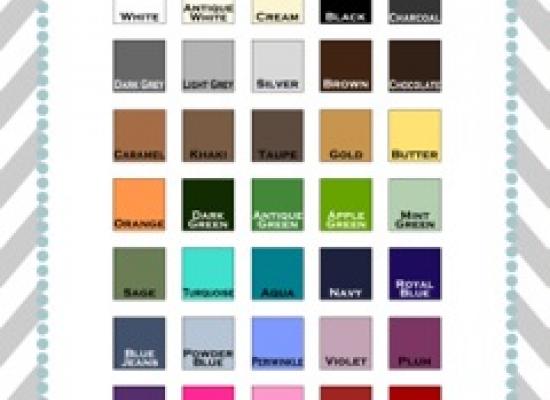 WHITE
ANTIQUE
WHITE
CREAM
BLACK
CHARCOAL
DARK GREY
LIGHT GREY
SILVER
BROWN
CHOCOLATE
CARAMEL
KHAKI
TAUPE
GOLD
BUTTER
ORANGE
DARK
GREEN
ANTIQUE
GREEN
APPLE
GREEN
MINT
GREEN
SAGE
TURQUOISE
AQUA
NAVY
ROYAL
BLUE
BLUE
JEANS
POWDER
BLUE
PERIWINKLE
VIOLET
PLUM